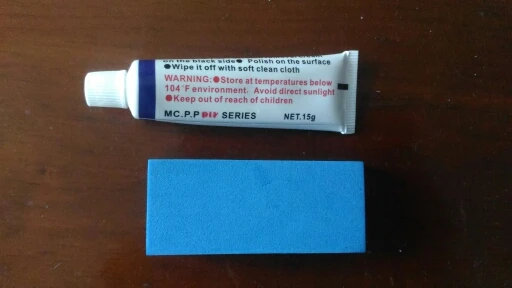 on the black side● Polish on the surface
●Wipe it off with soft clean cloth
WARNING:●Store at temperatures below
104°F environment. Avoid direct sunlight
●Keep out of reach of children
MC.P.P DIY SERIES NET.15g